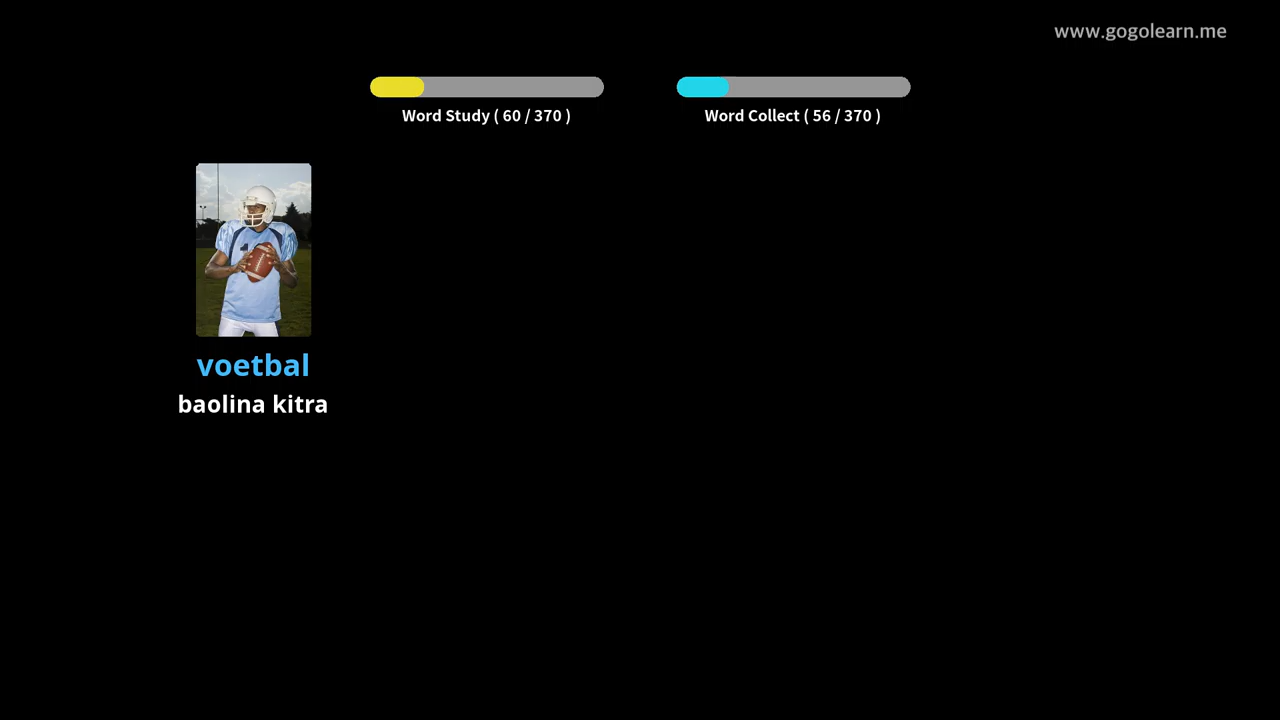 www.gogolearn.me
Word Study ( 60 / 370 )
Word Collect ( 56 / 370 )
voetbal
baolina kitra